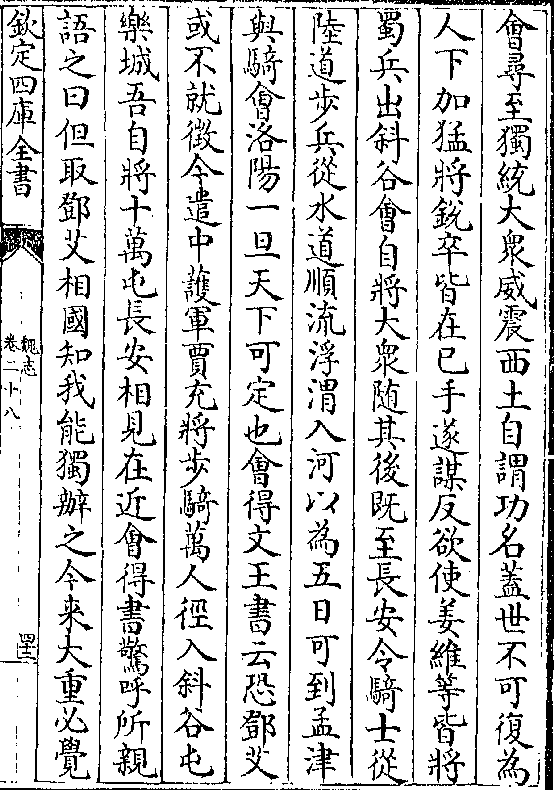 會尋至獨統大衆威震西土自謂功名蓋世不可復為
人下加猛將鋭卒皆在已手遂謀反欲使姜維等皆將
蜀兵出斜谷會自將大衆随其後既至長安令騎士從
陸道步兵從水道順流浮渭入河以為五日可到孟津
與騎會洛陽一旦天下可定也會得文王書云恐鄧艾
或不就徴今遣中護軍賈充將步騎萬人徑入斜谷屯
樂城吾自將十萬屯長安相見在近會得書驚呼所親
語之曰但取鄧艾相國知我能獨辦之今来大重必覺
欽定四庫全書
魏志
卷二十八